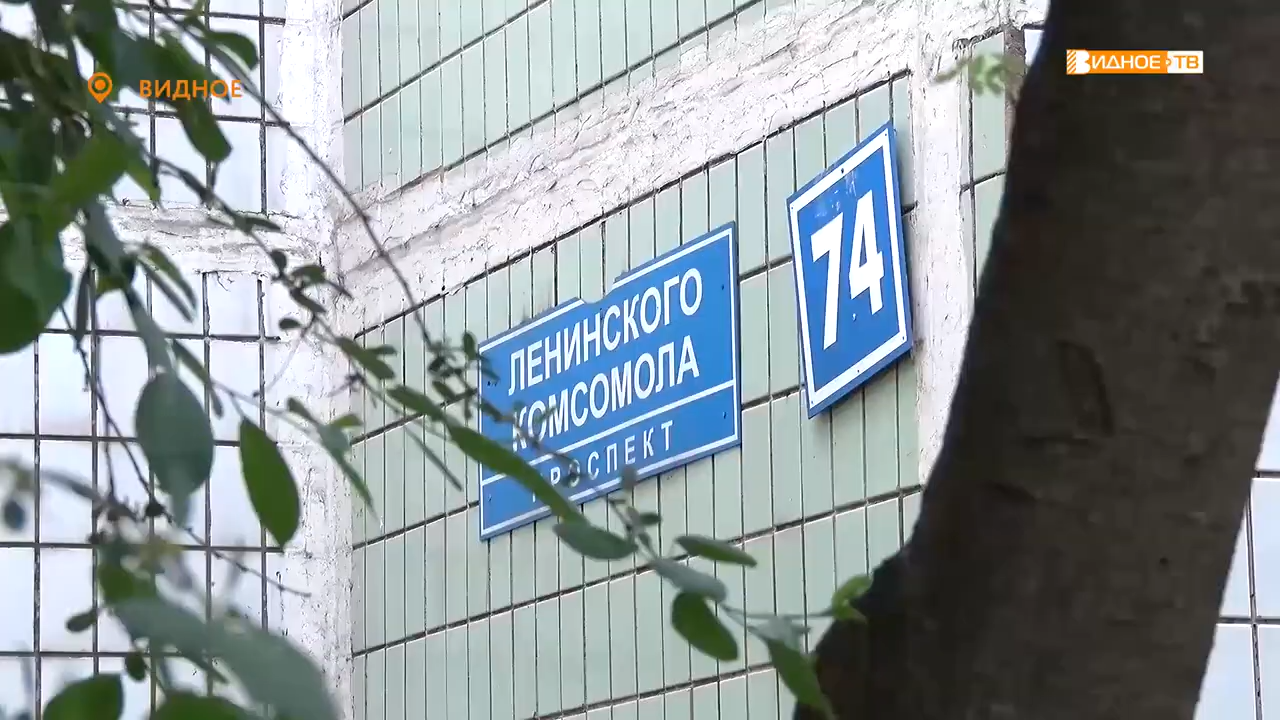 ВИДНОЕ
ВИДНОЕ ТВ
ЛЕНИНСКОГО
КОМСОМОЛА
ПРОСПЕКТ
74